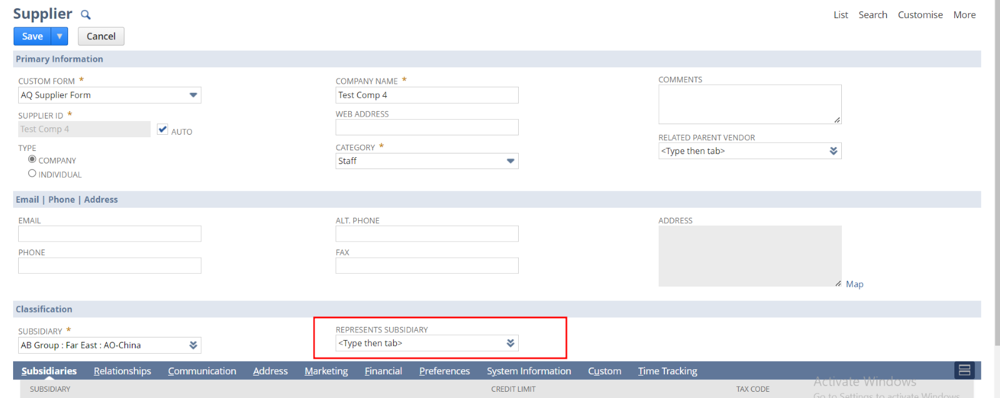 Supplier
List Search Customise More
Save Cancel
Primary Information
CUSTOM FORM *
AQ Supplier Form
SUPPLIER ID *
Test Comp 4
AUTO
TYPE
COMPANY
INDIVIDUAL
COMPANY NAME *
Test Comp 4
WEB ADDRESS
CATEGORY *
Staff
COMMENTS
RELATED PARENT VENDOR
<Type then tab>
Email | Phone | Address
EMAIL
PHONE
ALT. PHONE
FAX
ADDRESS
Map
Classification
SUBSIDIARY *
AB Group : Far East : AO-China
REPRESENTS SUBSIDIARY
<Type then tab>
Subsidiaries Relationships Communication Address Marketing Financial Preferences System Information Custom Time Tracking
SUBSIDIARY CREDIT LIMIT TAX CODE
Activate Windows
Go to Settings to activate Windows.